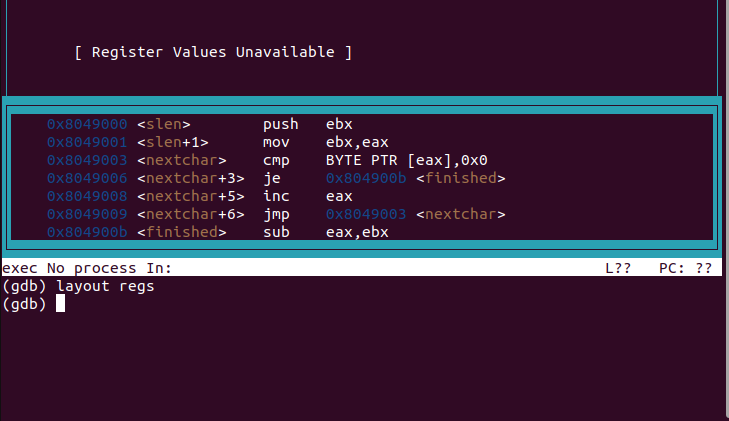 [ Register Values Unavailable ]
0x8049000 <slen> push ebx
0x8049001 <slen+1> mov ebx,eax
0x8049003 <nextchar> cmp BYTE PTR [eax],0x0
0x8049006 <nextchar+3> je 0x804900b <finished>
0x8049008 <nextchar+5> inc eax
0x8049009 <nextchar+6> jmp 0x8049003 <nextchar>
0x804900b <finished> sub eax,ebx
exec No process In: L?? PC: ??
(gdb) layout regs
(gdb)